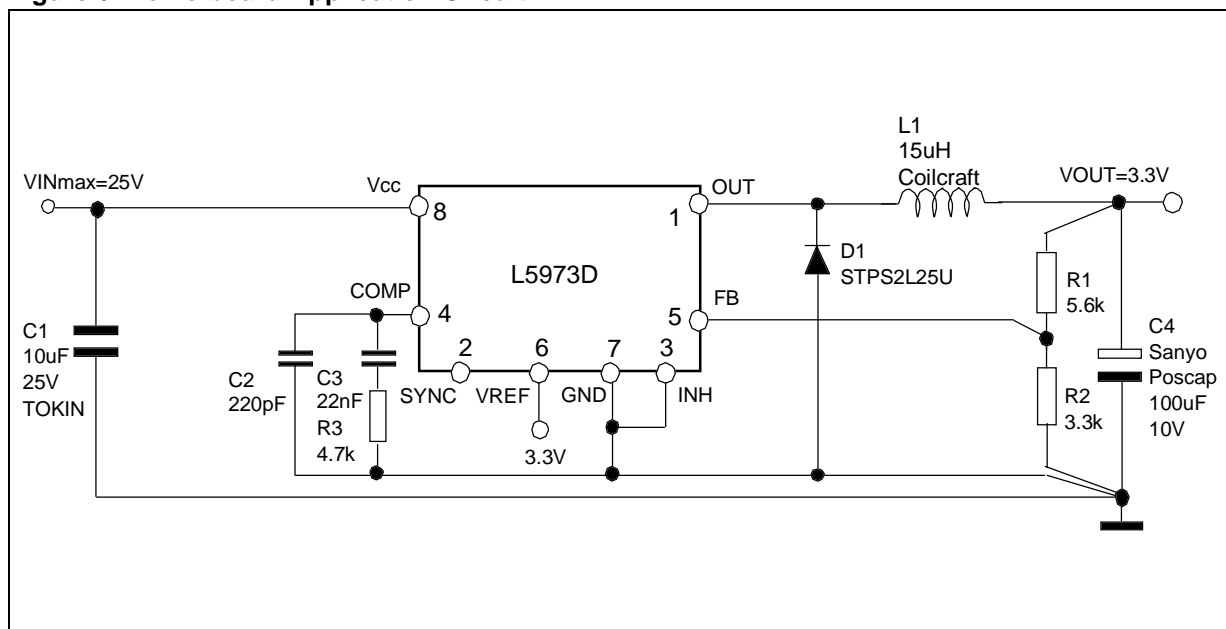 VINmax=25V
C1
10uF
25V
TOKIN
Vcc
8
COMP
4
C2
220pF
C3
22nF
R3
4.7k
L5973D
2
SYNC
6
VREF
3.3V
7
GND
3
INH
OUT
1
FB
5
D1
STPS2L25U
L1
15uH
Coilcraft
VOUT=3.3V
R1
5.6k
R2
3.3k
C4
Sanyo
Poscap
100uF
10V